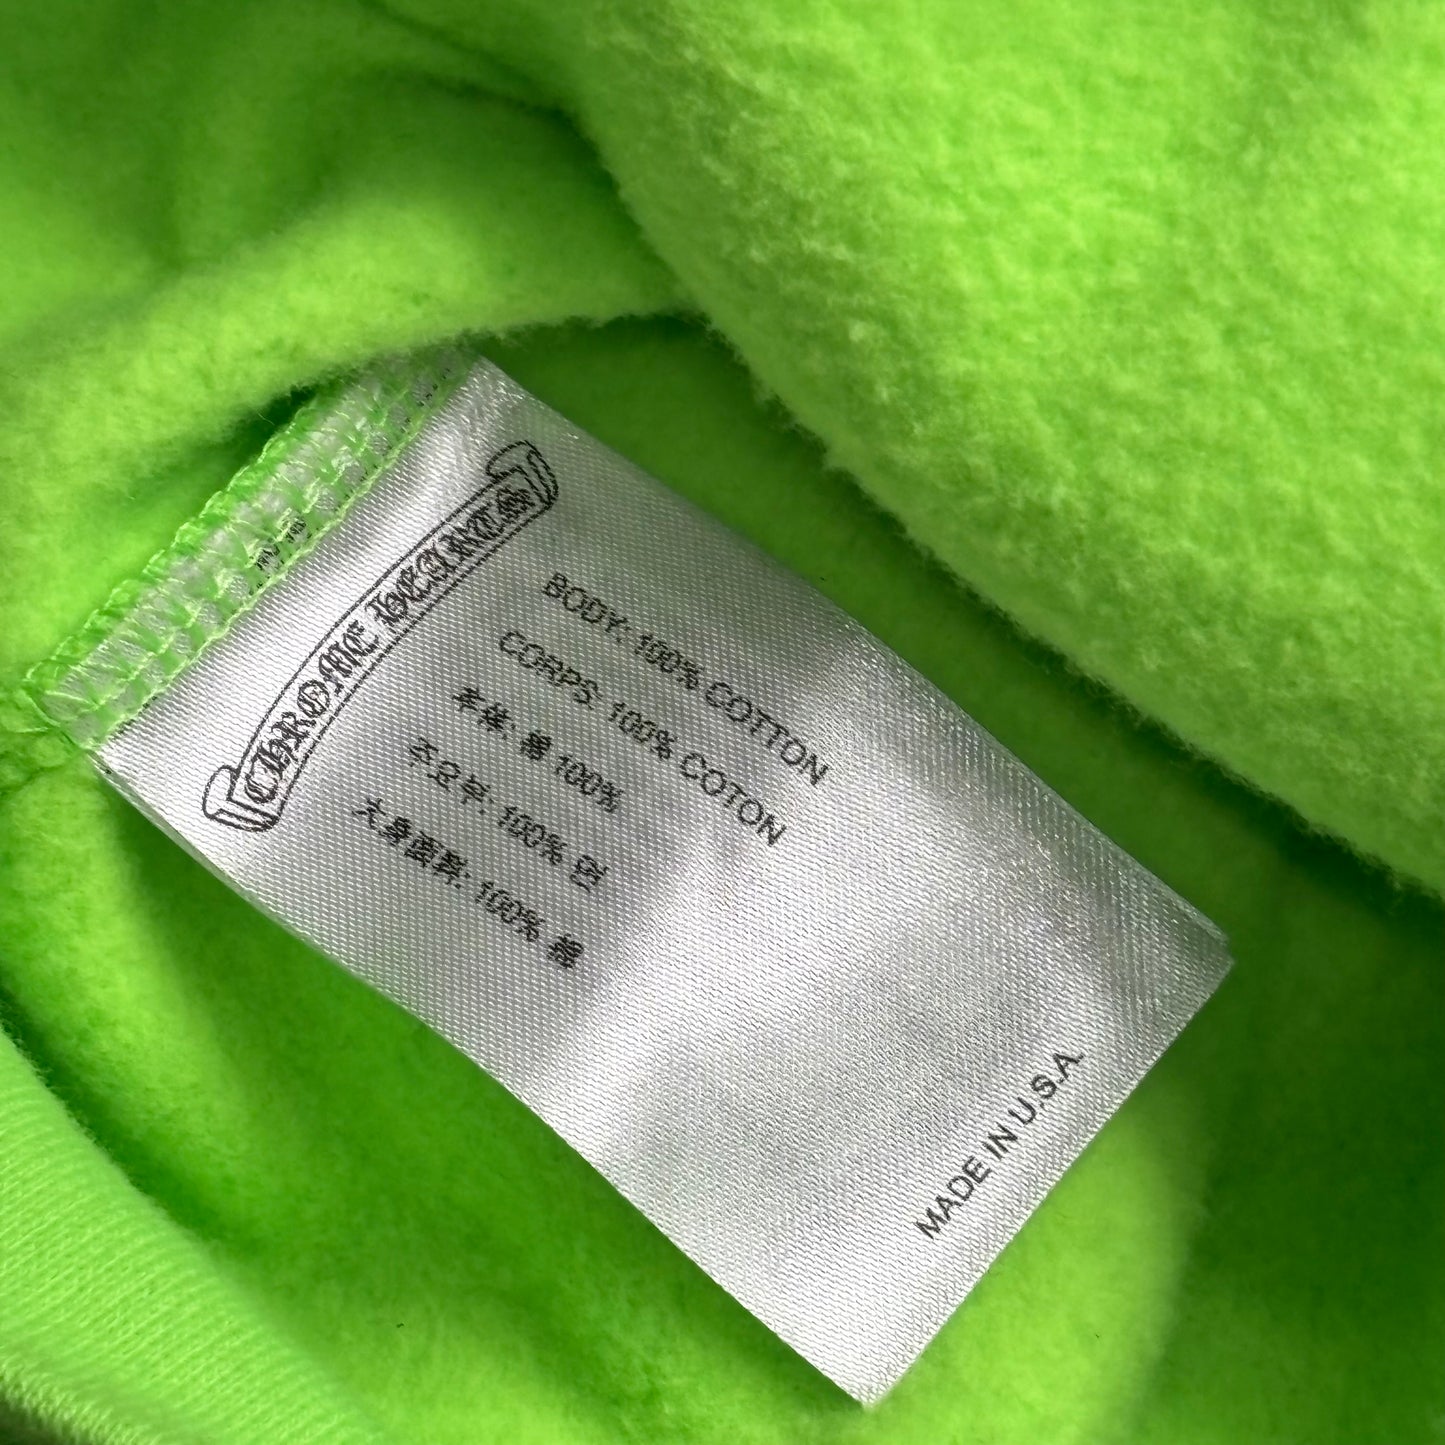 CHROME HEARTS
BODY: 100% COTTON
CORPS: 100% COTON
本体: 綿 100%
주요부: 100% 면
大身面料: 100% 棉
MADE IN U.S.A.